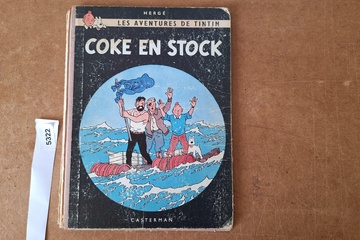 HERGÉ
LES AVENTURES DE TINTIN
COKE EN STOCK
CASTERMAN
5322